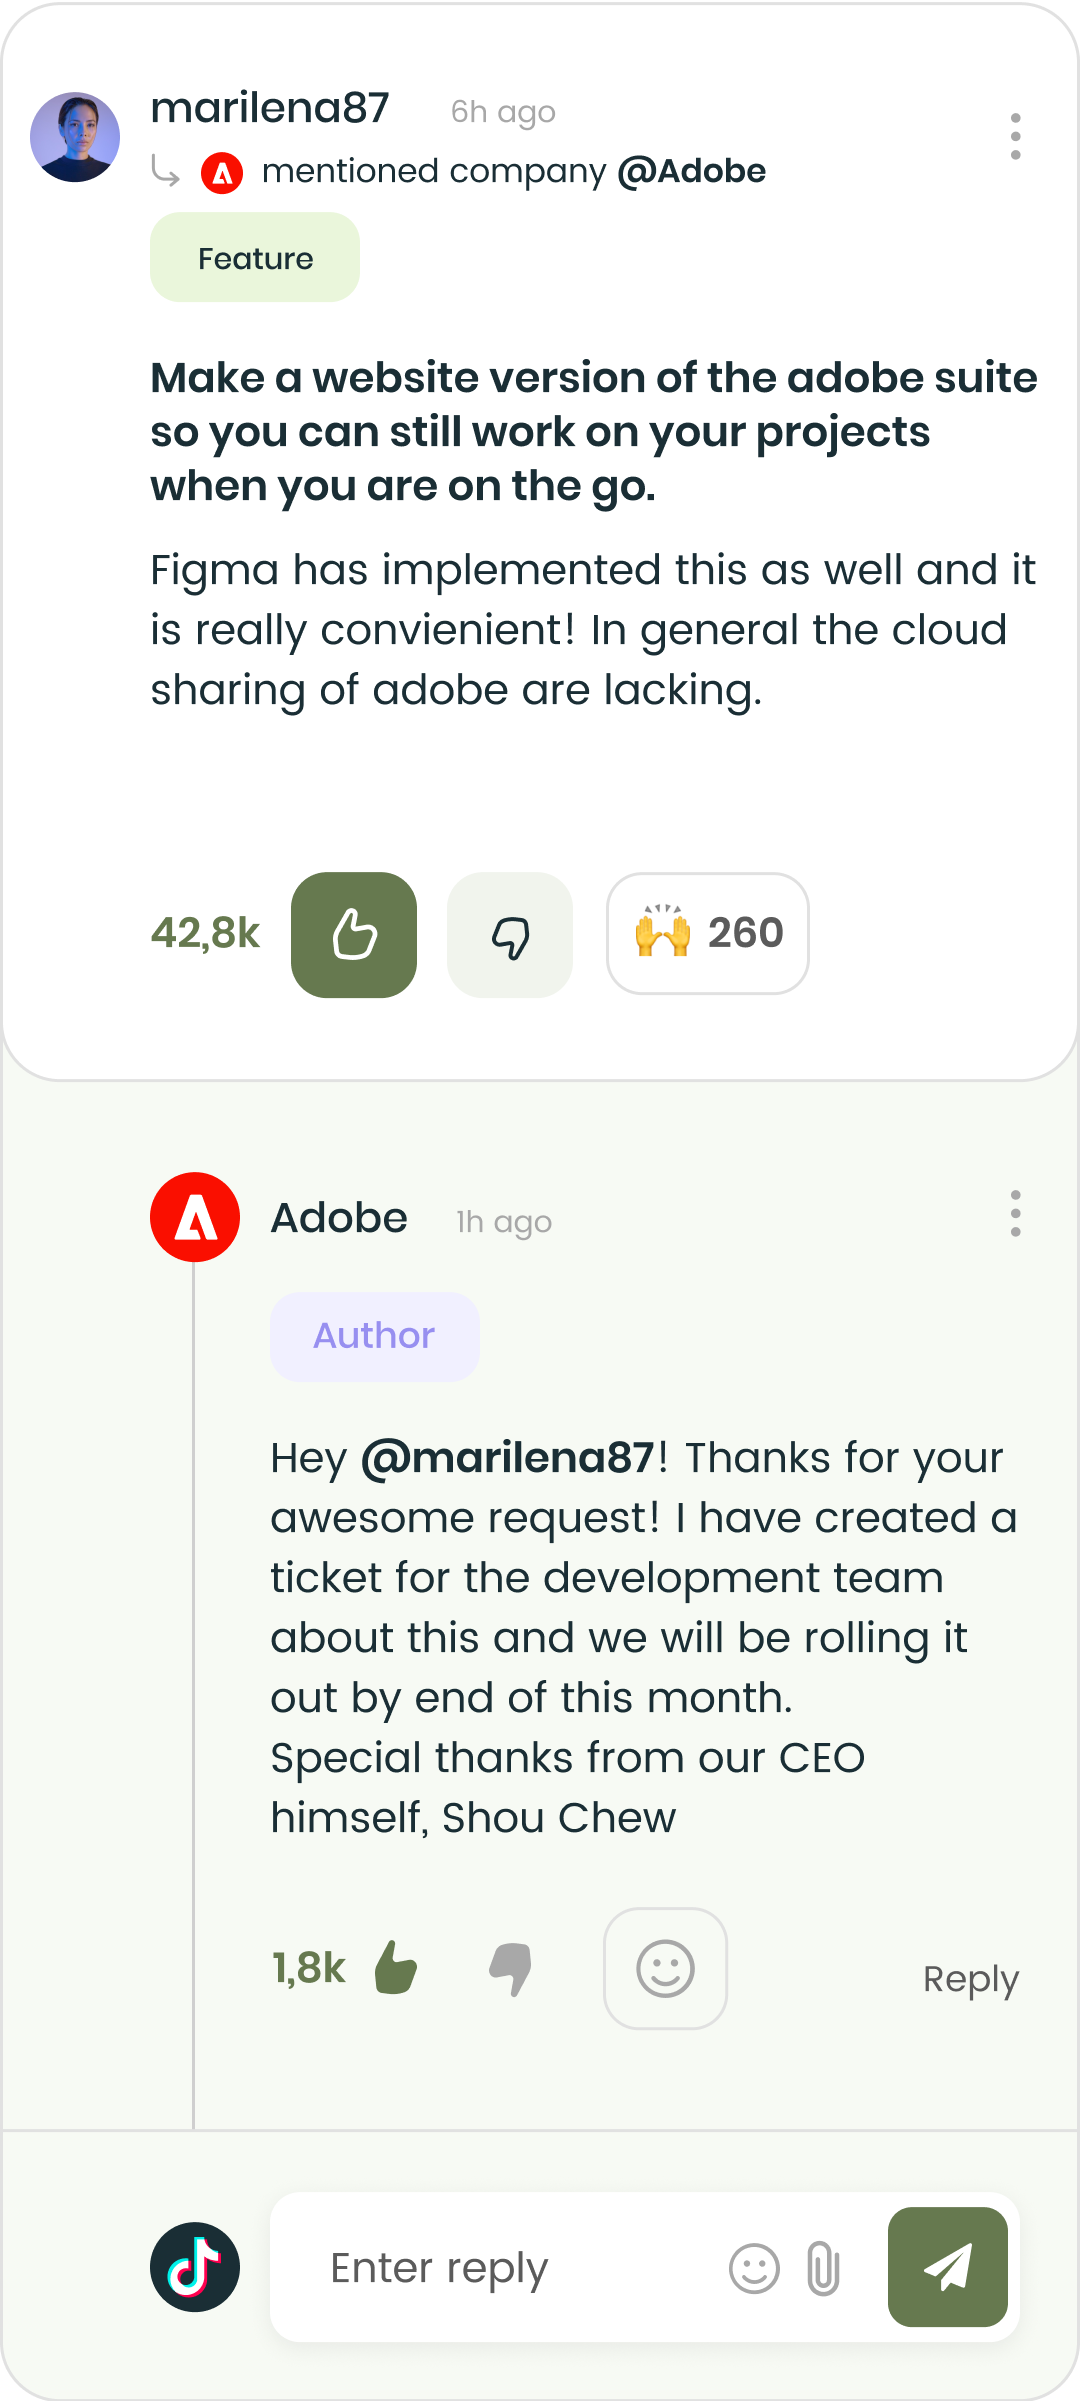 marilena87 6h ago
mentioned company @Adobe
Feature
Make a website version of the adobe suite
so you can still work on your projects
when you are on the go.
Figma has implemented this as well and it
is really convienient! In general the cloud
sharing of adobe are lacking.
42,8k 260
Adobe 1h ago
Author
Hey @marilena87! Thanks for your
awesome request! I have created a
ticket for the development team
about this and we will be rolling it
out by end of this month.
Special thanks from our CEO
himself, Shou Chew
1,8k Reply
Enter reply